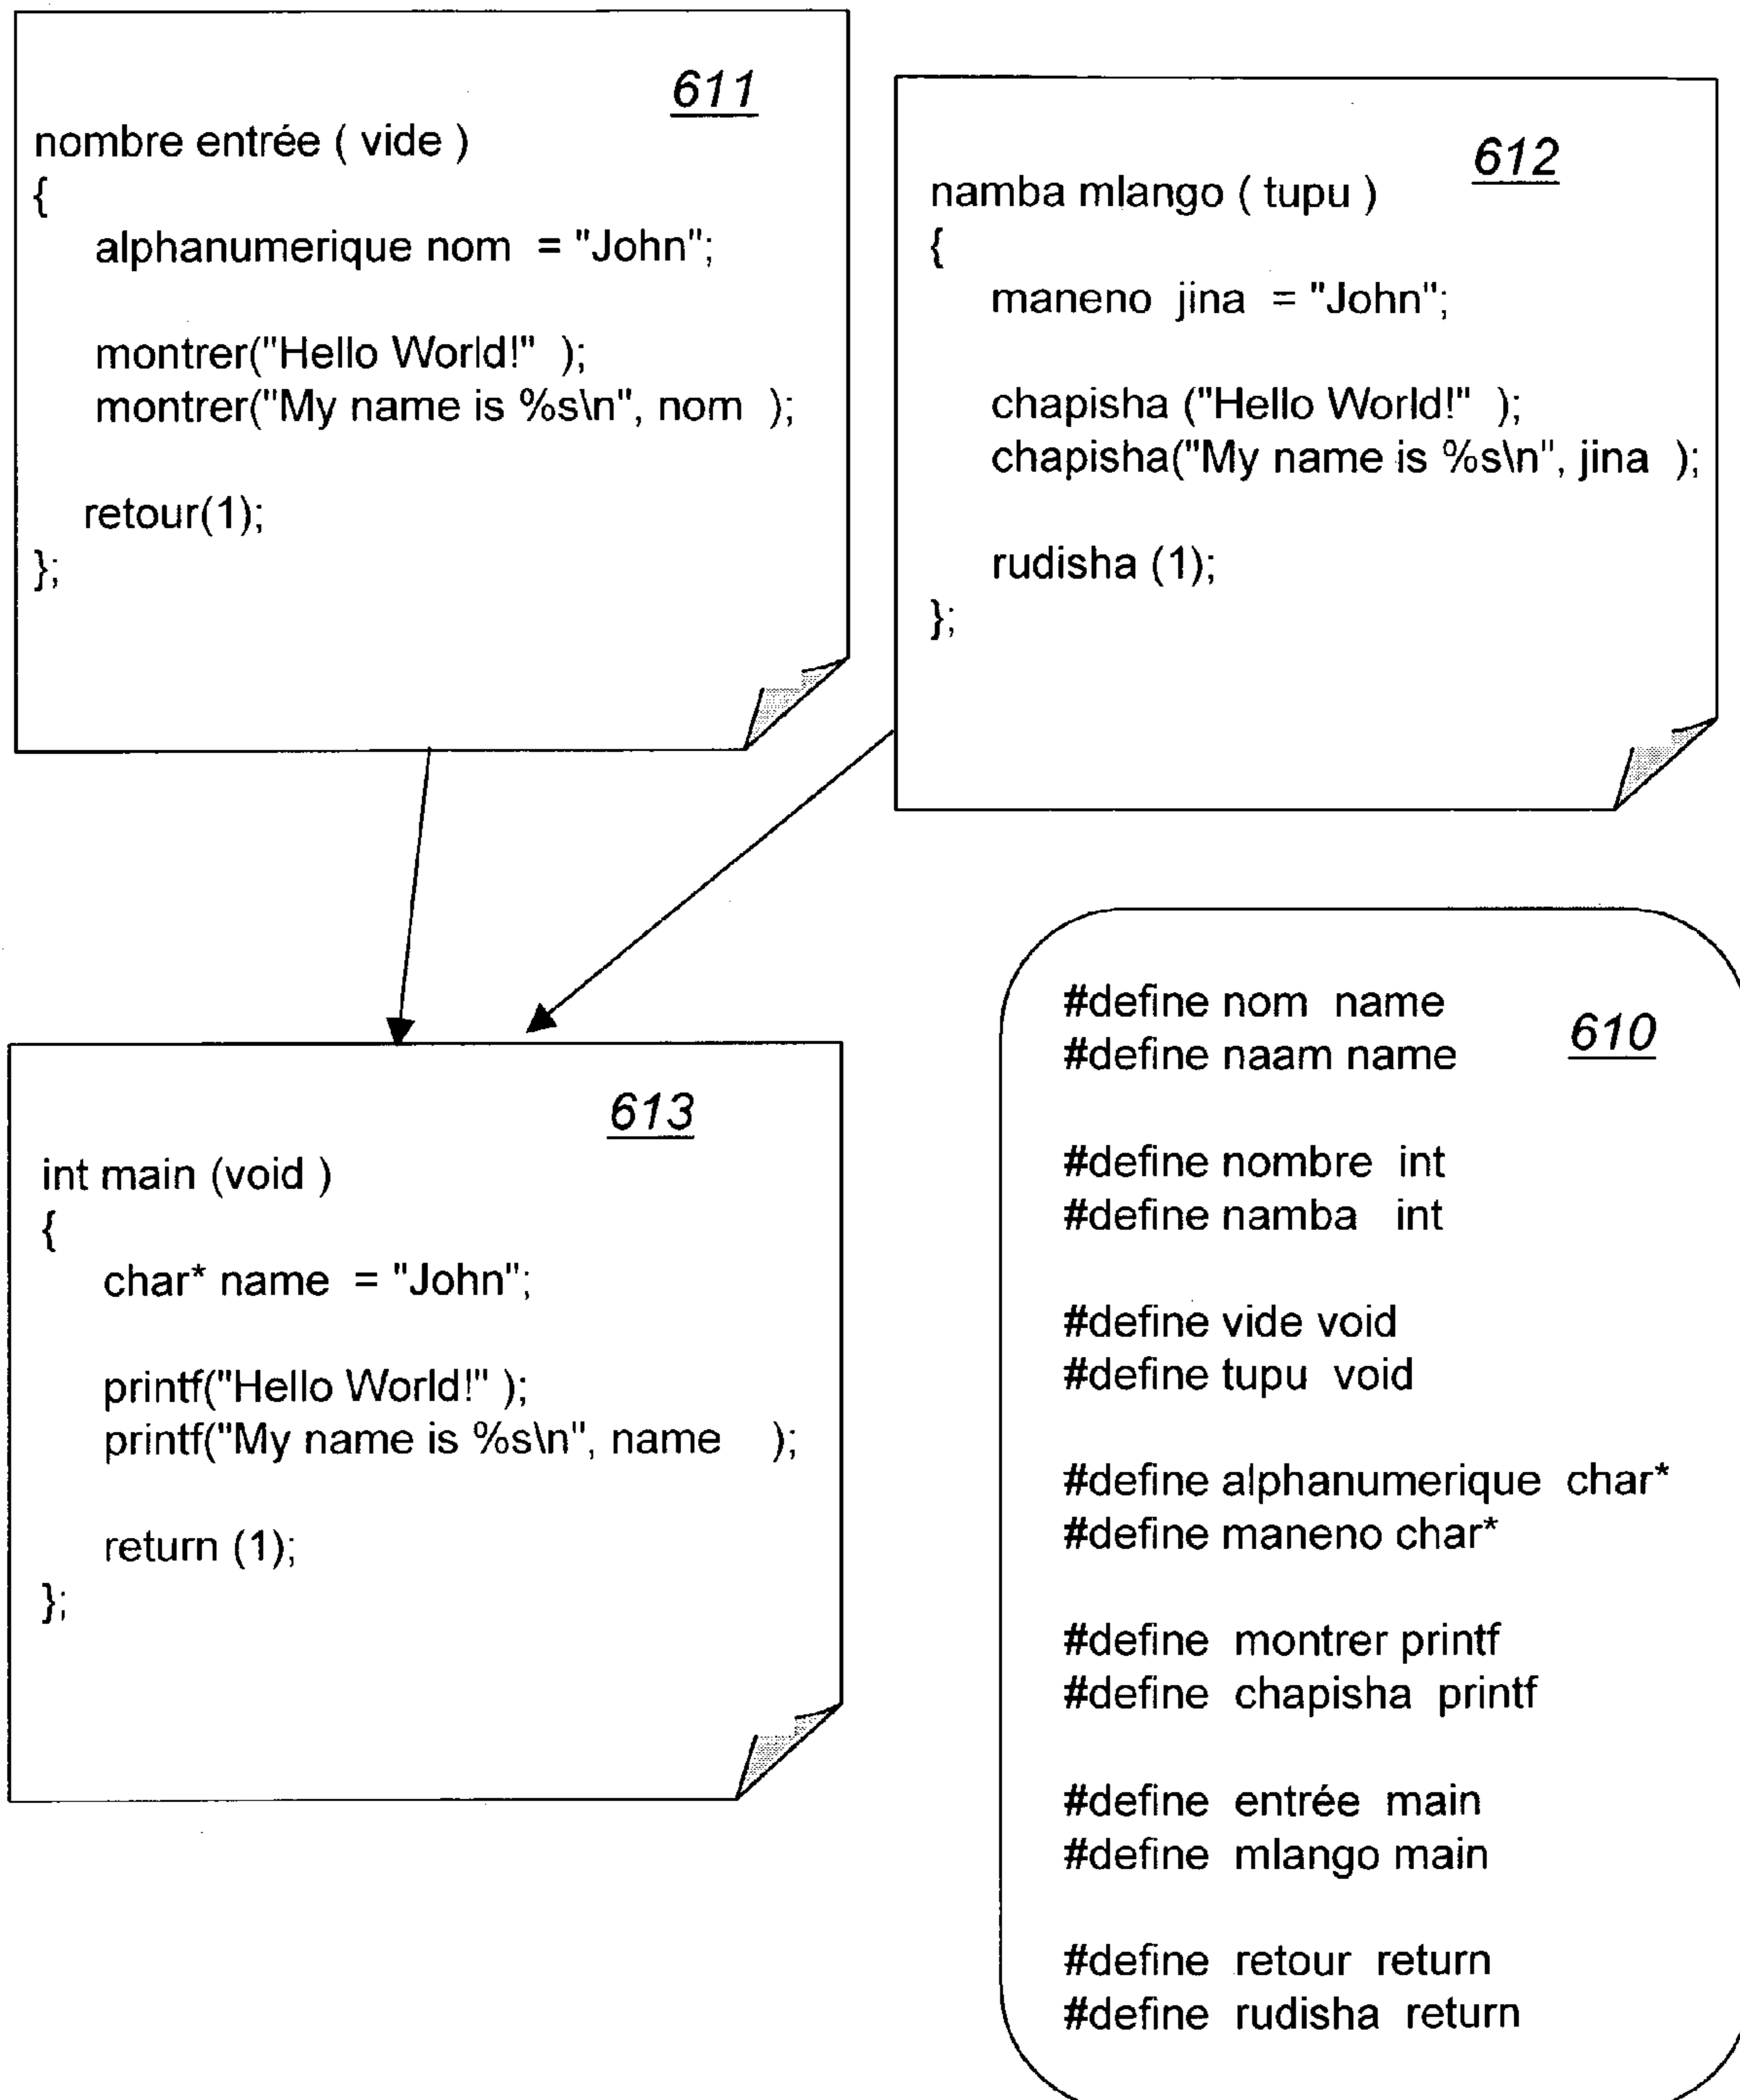 611
nombre entrée ( vide )
{
alphanumerique nom = "John";
montrer("Hello World!" );
montrer("My name is %s\n", nom );
retour(1);
};
612
namba mlango ( tupu )
{
maneno jina = "John";
chapisha ("Hello World!" );
chapisha("My name is %s\n", jina );
rudisha (1);
};
613
int main (void )
{
char* name = "John";
printf("Hello World!" );
printf("My name is %s\n", name );
return (1);
};
610
#define nom name
#define naam name
#define nombre int
#define namba int
#define vide void
#define tupu void
#define alphanumerique char*
#define maneno char*
#define montrer printf
#define chapisha printf
#define entrée main
#define mlango main
#define retour return
#define rudisha return